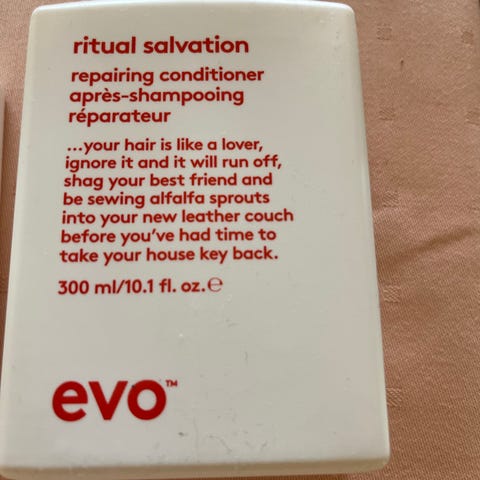 ritual salvation
repairing conditioner
après-shampooing
réparateur
...your hair is like a lover,
ignore it and it will run off,
shag your best friend and
be sewing alfalfa sprouts
into your new leather couch
before you've had time to
take your house key back.
300 ml/10.1 fl. oz.℮
evo™